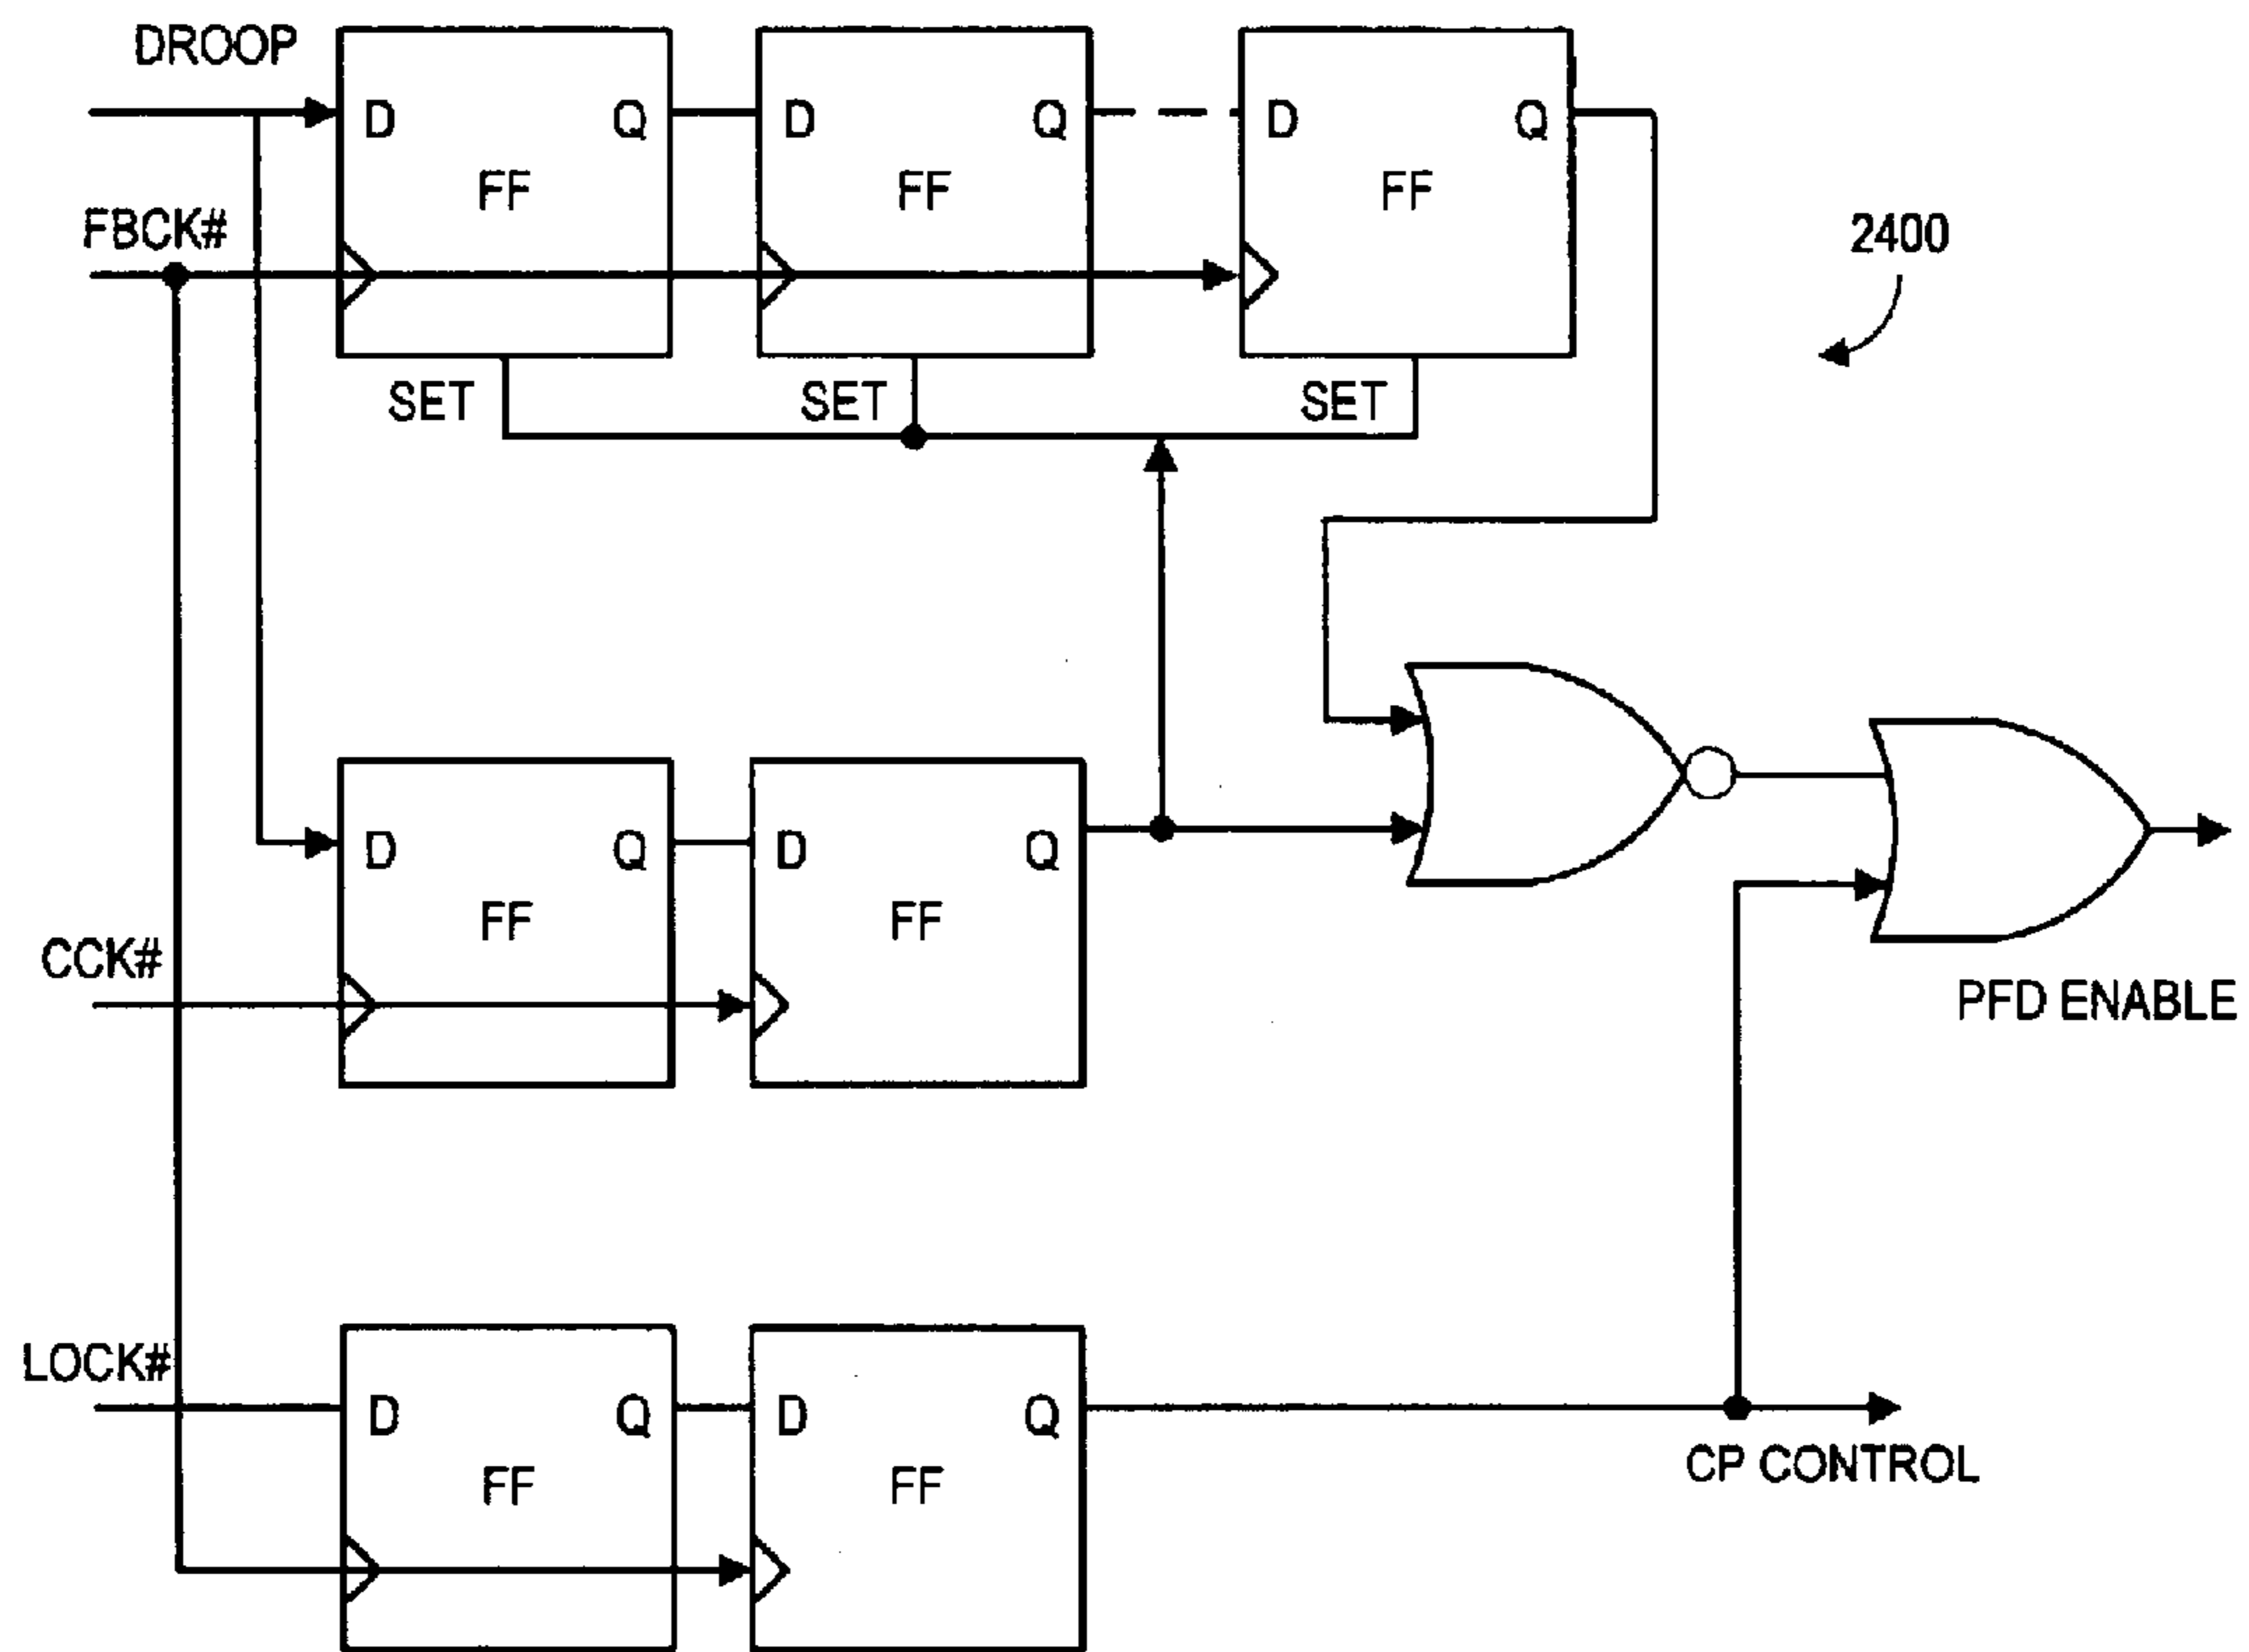 DROOP
D Q D Q D Q
FF FF FF
FBCK#
2400
SET SET SET
D Q D Q
FF FF
CCK#
PFD ENABLE
LOCK#
D Q D Q
FF FF
CP CONTROL